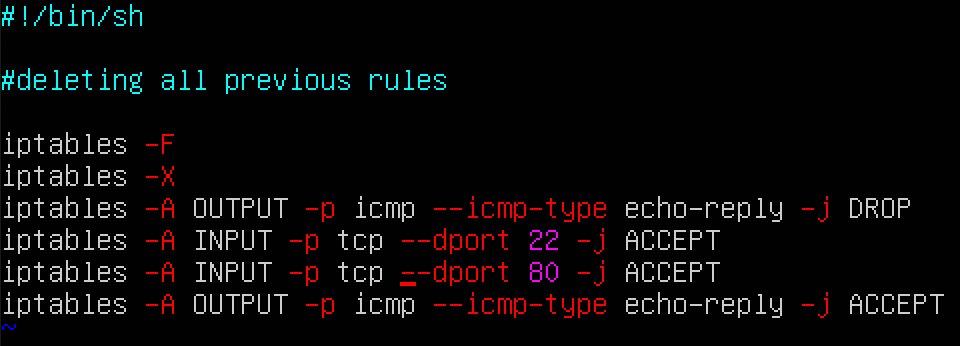 #!/bin/sh
#deleting all previous rules
iptables -F
iptables -X
iptables -A OUTPUT -p icmp --icmp-type echo-reply -j DROP
iptables -A INPUT -p tcp --dport 22 -j ACCEPT
iptables -A INPUT -p tcp --dport 80 -j ACCEPT
iptables -A OUTPUT -p icmp --icmp-type echo-reply -j ACCEPT
~